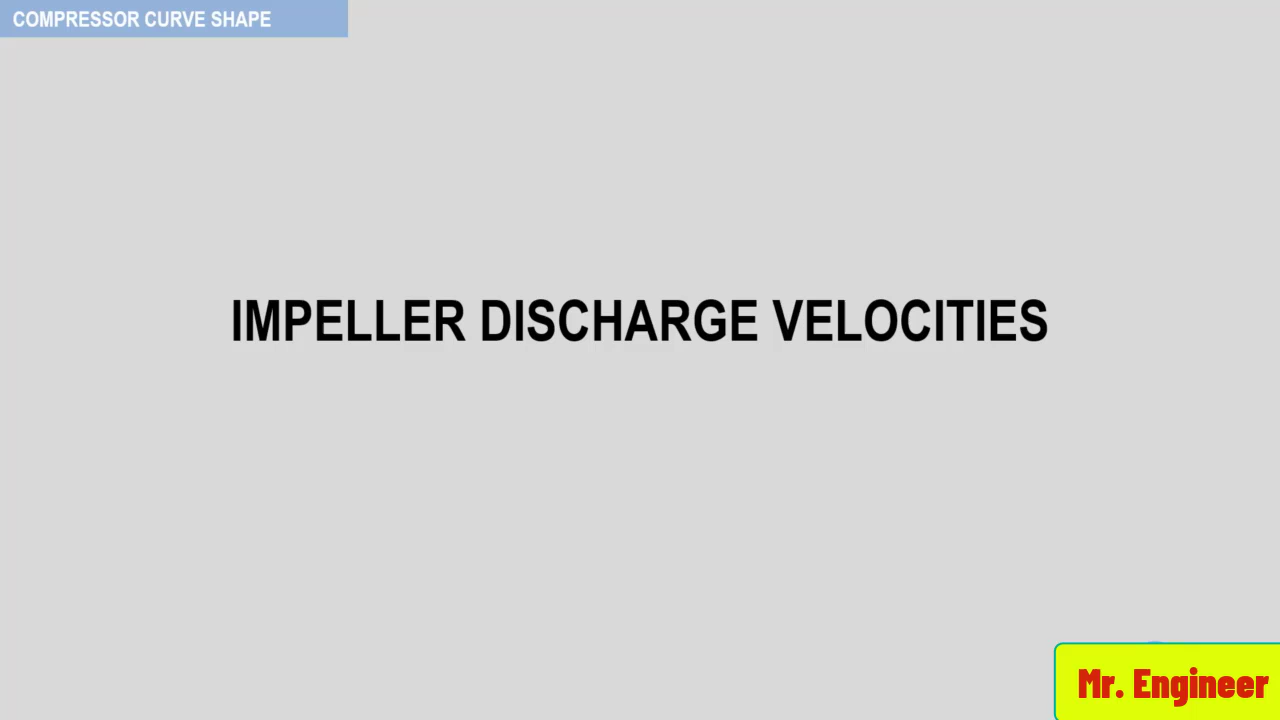 COMPRESSOR CURVE SHAPE
IMPELLER DISCHARGE VELOCITIES
Mr. Engineer